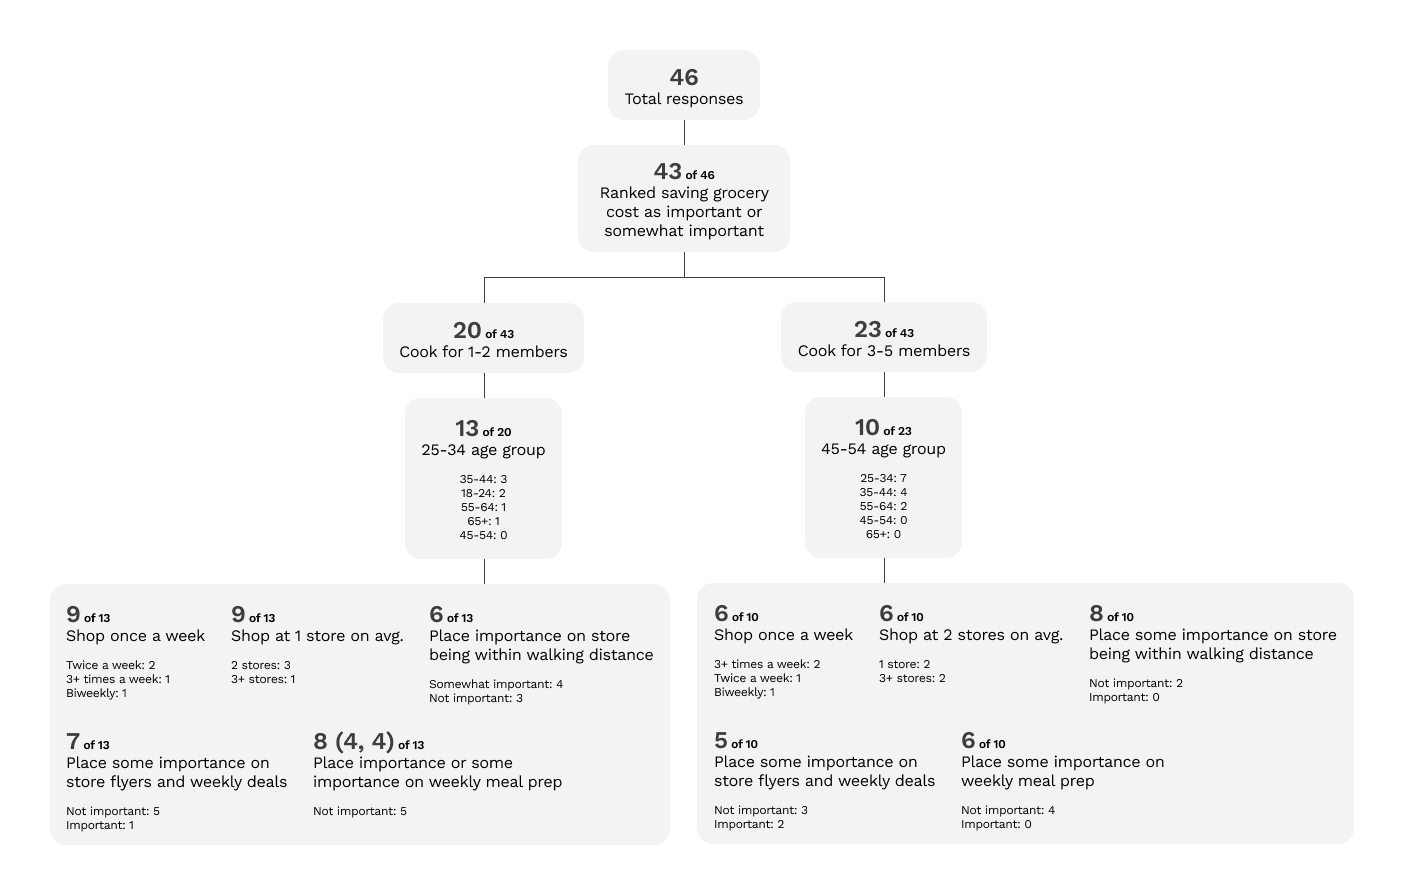 46
Total responses
43 of 46
Ranked saving grocery
cost as important or
somewhat important
20 of 43
Cook for 1-2 members
23 of 43
Cook for 3-5 members
13 of 20
25-34 age group
35-44: 3
18-24: 2
55-64: 1
65+: 1
45-54: 0
10 of 23
45-54 age group
25-34: 7
35-44: 4
55-64: 2
45-54: 0
65+: 0
9 of 13
Shop once a week
Twice a week: 2
3+ times a week: 1
Biweekly: 1
9 of 13
Shop at 1 store on avg.
2 stores: 3
3+ stores: 1
6 of 13
Place importance on store
being within walking distance
Somewhat important: 4
Not important: 3
7 of 13
Place some importance on
store flyers and weekly deals
Not important: 5
Important: 1
8 (4, 4) of 13
Place importance or some
importance on weekly meal prep
Not important: 5
6 of 10
Shop once a week
3+ times a week: 2
Twice a week: 1
Biweekly: 1
6 of 10
Shop at 2 stores on avg.
1 store: 2
3+ stores: 2
8 of 10
Place some importance on store
being within walking distance
Not important: 2
Important: 0
5 of 10
Place some importance on
store flyers and weekly deals
Not important: 3
Important: 2
6 of 10
Place some importance on
weekly meal prep
Not important: 4
Important: 0